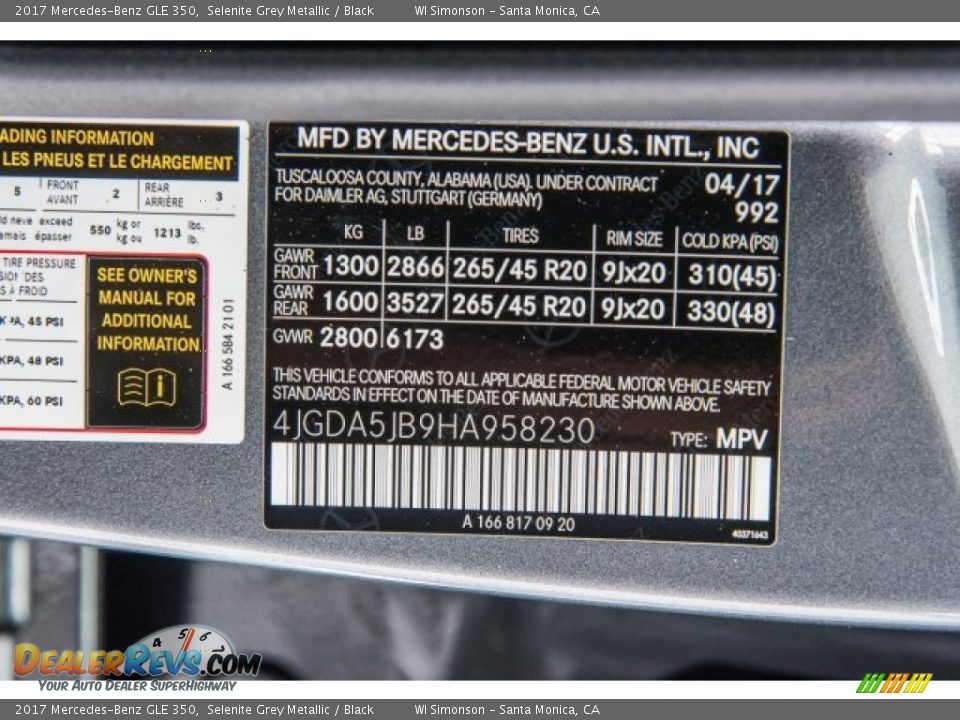 2017 Mercedes-Benz GLE 350, Selenite Grey Metallic / Black WI Simonson - Santa Monica, CA
ADING INFORMATION
LES PNEUS ET LE CHARGEMENT
5 FRONT AVANT 2 REAR ARRIÈRE 3
ld neve exceed 550 kg or 1213 lbs.
amais épasser kg ou lb.
TIRE PRESSURE
DES
À FROID
45 PSI
KPA, 48 PSI
KPA, 60 PSI
SEE OWNER'S
MANUAL FOR
ADDITIONAL
INFORMATION
A 166 584 21 01
MFD BY MERCEDES-BENZ U.S. INTL., INC
TUSCALOOSA COUNTY, ALABAMA (USA). UNDER CONTRACT
FOR DAIMLER AG, STUTTGART (GERMANY)
04/17
992
KG LB TIRES RIM SIZE COLD KPA (PSI)
GAWR FRONT 1300 2866 265/45 R20 9Jx20 310(45)
GAWR REAR 1600 3527 265/45 R20 9Jx20 330(48)
GVWR 2800 6173
THIS VEHICLE CONFORMS TO ALL APPLICABLE FEDERAL MOTOR VEHICLE SAFETY
STANDARDS IN EFFECT ON THE DATE OF MANUFACTURE SHOWN ABOVE.
4JGDA5JB9HA958230 TYPE: MPV
A 166 817 09 20
40371643
4 5 6 7
DealerRevs.com
Your Auto Dealer SuperHighway
2017 Mercedes-Benz GLE 350, Selenite Grey Metallic / Black WI Simonson - Santa Monica, CA